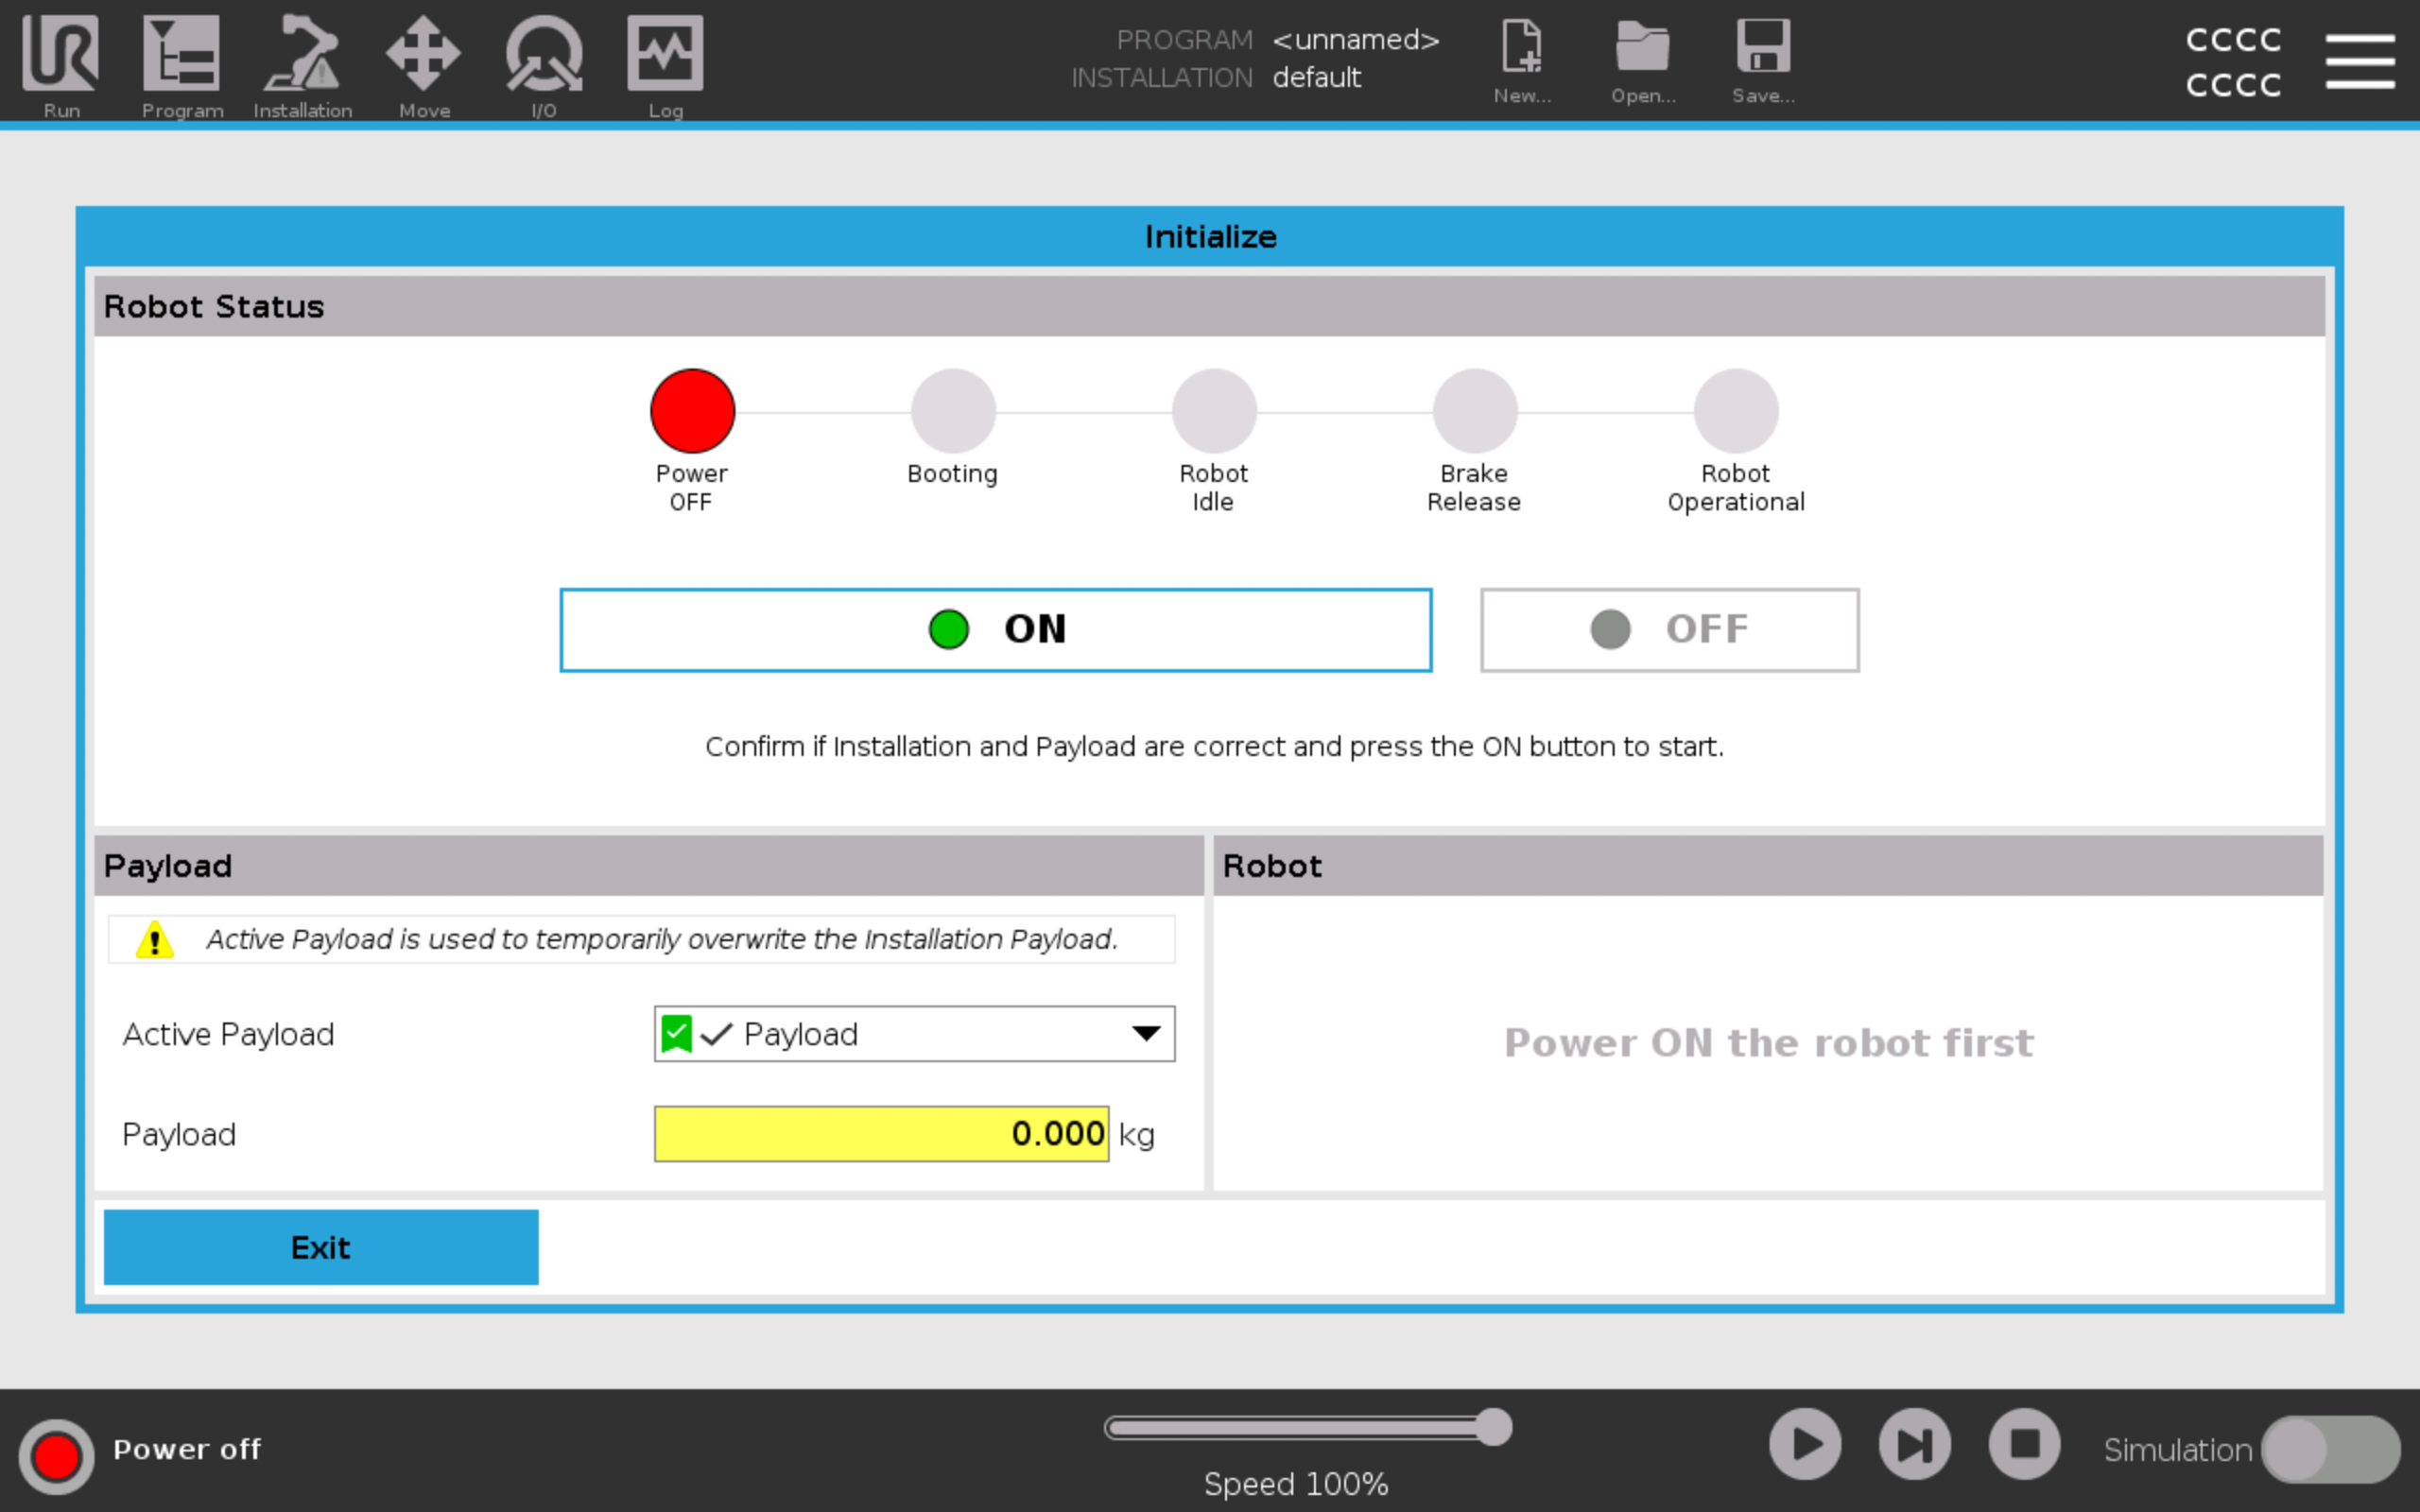 PROGRAM <unnamed>
INSTALLATION default
CCCC
CCCC
Run Program Installation Move I/O Log New... Open... Save...
Initialize
Robot Status
Power OFF
Booting
Robot Idle
Brake Release
Robot Operational
ON OFF
Confirm if Installation and Payload are correct and press the ON button to start.
Payload
Active Payload is used to temporarily overwrite the Installation Payload.
Active Payload Payload
Payload 0.000 kg
Robot
Power ON the robot first
Exit
Power off
Speed 100%
Simulation